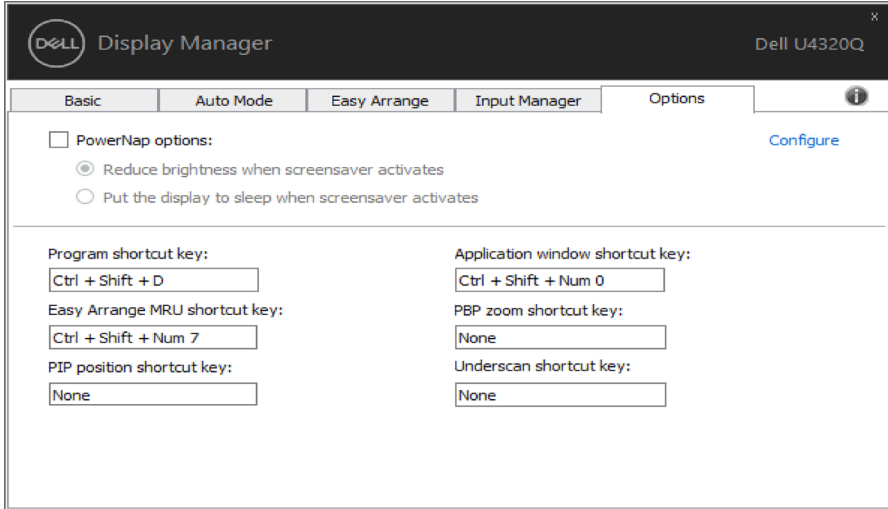 DELL Display Manager
Dell U4320Q
x
Basic
Auto Mode
Easy Arrange
Input Manager
Options
i
PowerNap options:
Configure
Reduce brightness when screensaver activates
Put the display to sleep when screensaver activates
Program shortcut key:
Ctrl + Shift + D
Application window shortcut key:
Ctrl + Shift + Num 0
Easy Arrange MRU shortcut key:
Ctrl + Shift + Num 7
PBP zoom shortcut key:
None
PIP position shortcut key:
None
Underscan shortcut key:
None